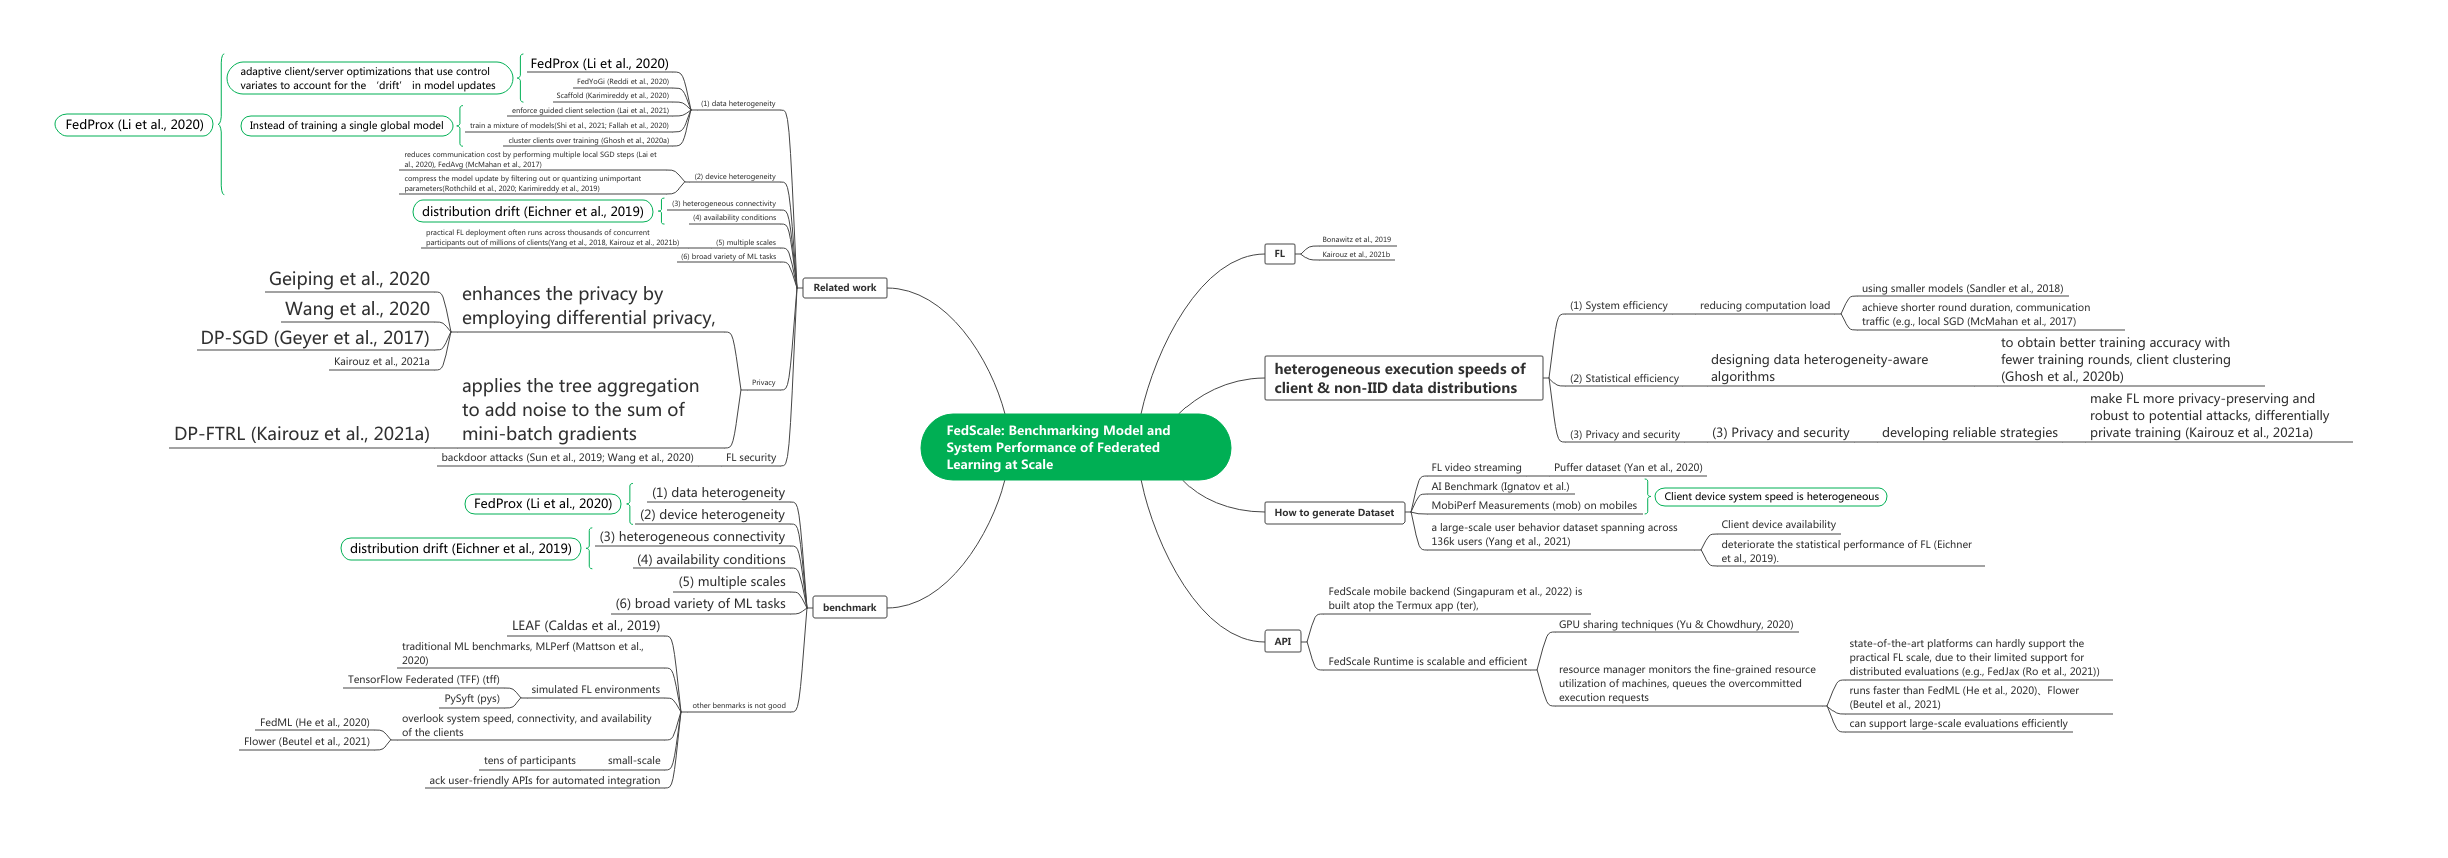 FedScale: Benchmarking Model and
System Performance of Federated
Learning at Scale
Related work
(1) data heterogeneity
FedProx (Li et al., 2020)
FedYoGi (Reddi et al., 2020)
Scaffold (Karimireddy et al., 2020)
adaptive client/server optimizations that use control
variates to account for the ‘drift’ in model updates
enforce guided client selection (Lai et al., 2021)
train a mixture of models(Shi et al., 2021; Fallah et al., 2020)
cluster clients over training (Ghosh et al., 2020a)
Instead of training a single global model
FedProx (Li et al., 2020)
(2) device heterogeneity
reduces communication cost by performing multiple local SGD steps (Lai et
al., 2020), FedAvg (McMahan et al., 2017)
compress the model update by filtering out or quantizing unimportant
parameters(Rothchild et al., 2020; Karimireddy et al., 2019)
(3) heterogeneous connectivity
(4) availability conditions
distribution drift (Eichner et al., 2019)
(5) multiple scales
practical FL deployment often runs across thousands of concurrent
participants out of millions of clients(Yang et al., 2018, Kairouz et al., 2021b)
(6) broad variety of ML tasks
Privacy
enhances the privacy by
employing differential privacy,
Geiping et al., 2020
Wang et al., 2020
DP-SGD (Geyer et al., 2017)
Kairouz et al., 2021a
applies the tree aggregation
to add noise to the sum of
mini-batch gradients
DP-FTRL (Kairouz et al., 2021a)
FL security
backdoor attacks (Sun et al., 2019; Wang et al., 2020)
benchmark
(1) data heterogeneity
(2) device heterogeneity
FedProx (Li et al., 2020)
(3) heterogeneous connectivity
(4) availability conditions
distribution drift (Eichner et al., 2019)
(5) multiple scales
(6) broad variety of ML tasks
other benmarks is not good
LEAF (Caldas et al., 2019)
traditional ML benchmarks, MLPerf (Mattson et al.,
2020)
simulated FL environments
TensorFlow Federated (TFF) (tff)
PySyft (pys)
overlook system speed, connectivity, and availability
of the clients
FedML (He et al., 2020)
Flower (Beutel et al., 2021)
small-scale
tens of participants
ack user-friendly APIs for automated integration
FL
Bonawitz et al., 2019
Kairouz et al., 2021b
heterogeneous execution speeds of
client & non-IID data distributions
(1) System efficiency
reducing computation load
using smaller models (Sandler et al., 2018)
achieve shorter round duration, communication
traffic (e.g., local SGD (McMahan et al., 2017)
(2) Statistical efficiency
designing data heterogeneity-aware
algorithms
to obtain better training accuracy with
fewer training rounds, client clustering
(Ghosh et al., 2020b)
(3) Privacy and security
(3) Privacy and security
developing reliable strategies
make FL more privacy-preserving and
robust to potential attacks, differentially
private training (Kairouz et al., 2021a)
How to generate Dataset
FL video streaming
Puffer dataset (Yan et al., 2020)
AI Benchmark (Ignatov et al.)
MobiPerf Measurements (mob) on mobiles
Client device system speed is heterogeneous
a large-scale user behavior dataset spanning across
136k users (Yang et al., 2021)
Client device availability
deteriorate the statistical performance of FL (Eichner
et al., 2019).
API
FedScale mobile backend (Singapuram et al., 2022) is
built atop the Termux app (ter),
FedScale Runtime is scalable and efficient
GPU sharing techniques (Yu & Chowdhury, 2020)
resource manager monitors the fine-grained resource
utilization of machines, queues the overcommitted
execution requests
state-of-the-art platforms can hardly support the
practical FL scale, due to their limited support for
distributed evaluations (e.g., FedJax (Ro et al., 2021))
runs faster than FedML (He et al., 2020)、Flower
(Beutel et al., 2021)
can support large-scale evaluations efficiently